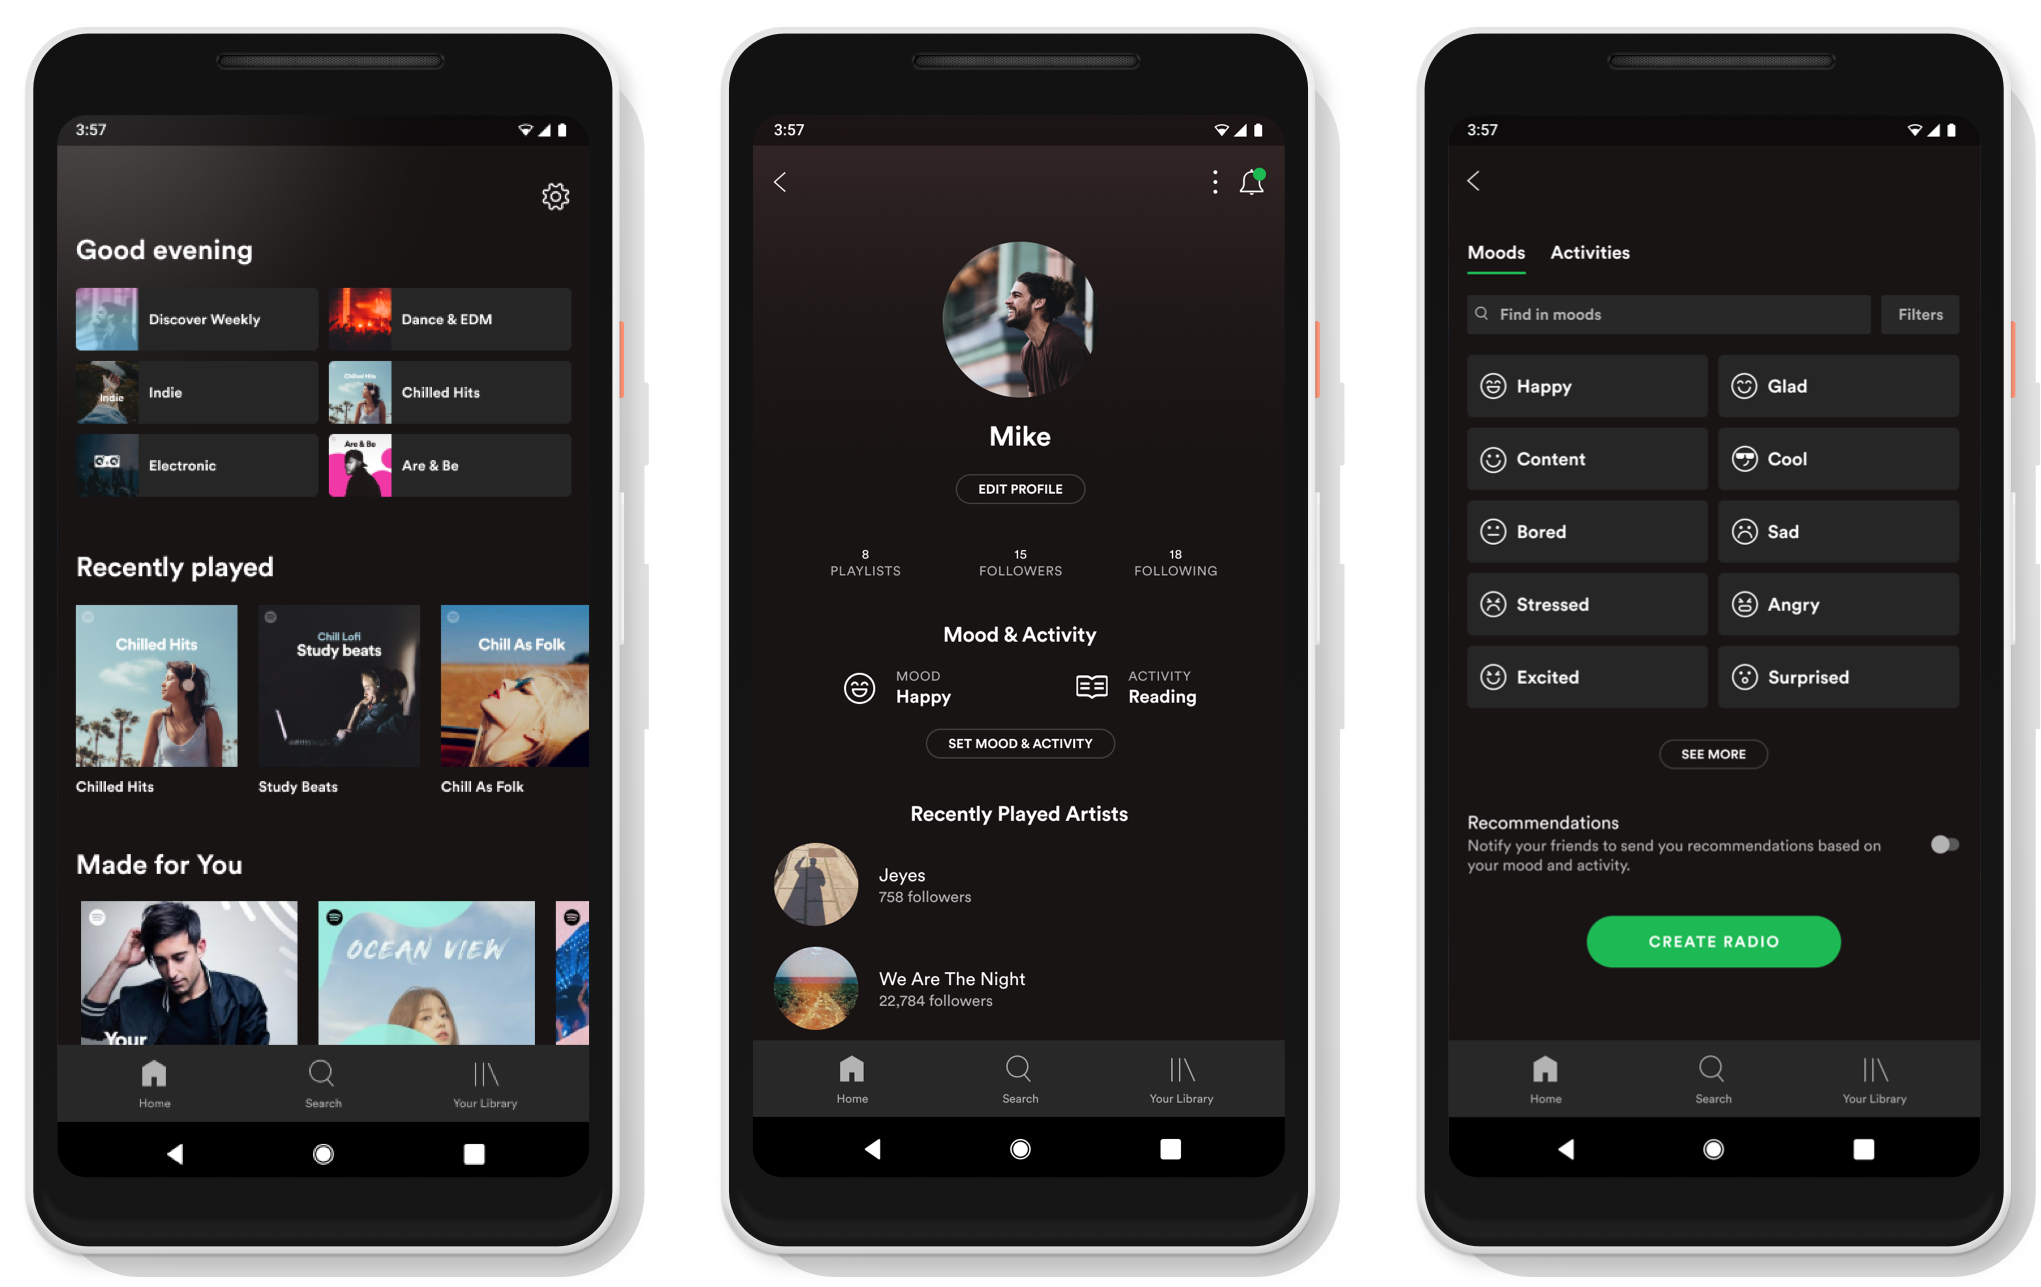 3:57
Good evening
Discover Weekly
Dance & EDM
Indie
Indie
Chilled Hits
Chilled Hits
Electronic
Are & Be
Are & Be
Recently played
Chilled Hits
Chill Lofi
Study beats
Chill As Folk
Chilled Hits
Study Beats
Chill As Folk
Made for You
Your
OCEAN VIEW
Home
Search
Your Library
3:57
Mike
EDIT PROFILE
8
PLAYLISTS
15
FOLLOWERS
18
FOLLOWING
Mood & Activity
MOOD
Happy
ACTIVITY
Reading
SET MOOD & ACTIVITY
Recently Played Artists
Jeyes
758 followers
We Are The Night
22,784 followers
Home
Search
Your Library
3:57
Moods
Activities
Find in moods
Filters
Happy
Glad
Content
Cool
Bored
Sad
Stressed
Angry
Excited
Surprised
SEE MORE
Recommendations
Notify your friends to send you recommendations based on
your mood and activity.
CREATE RADIO
Home
Search
Your Library